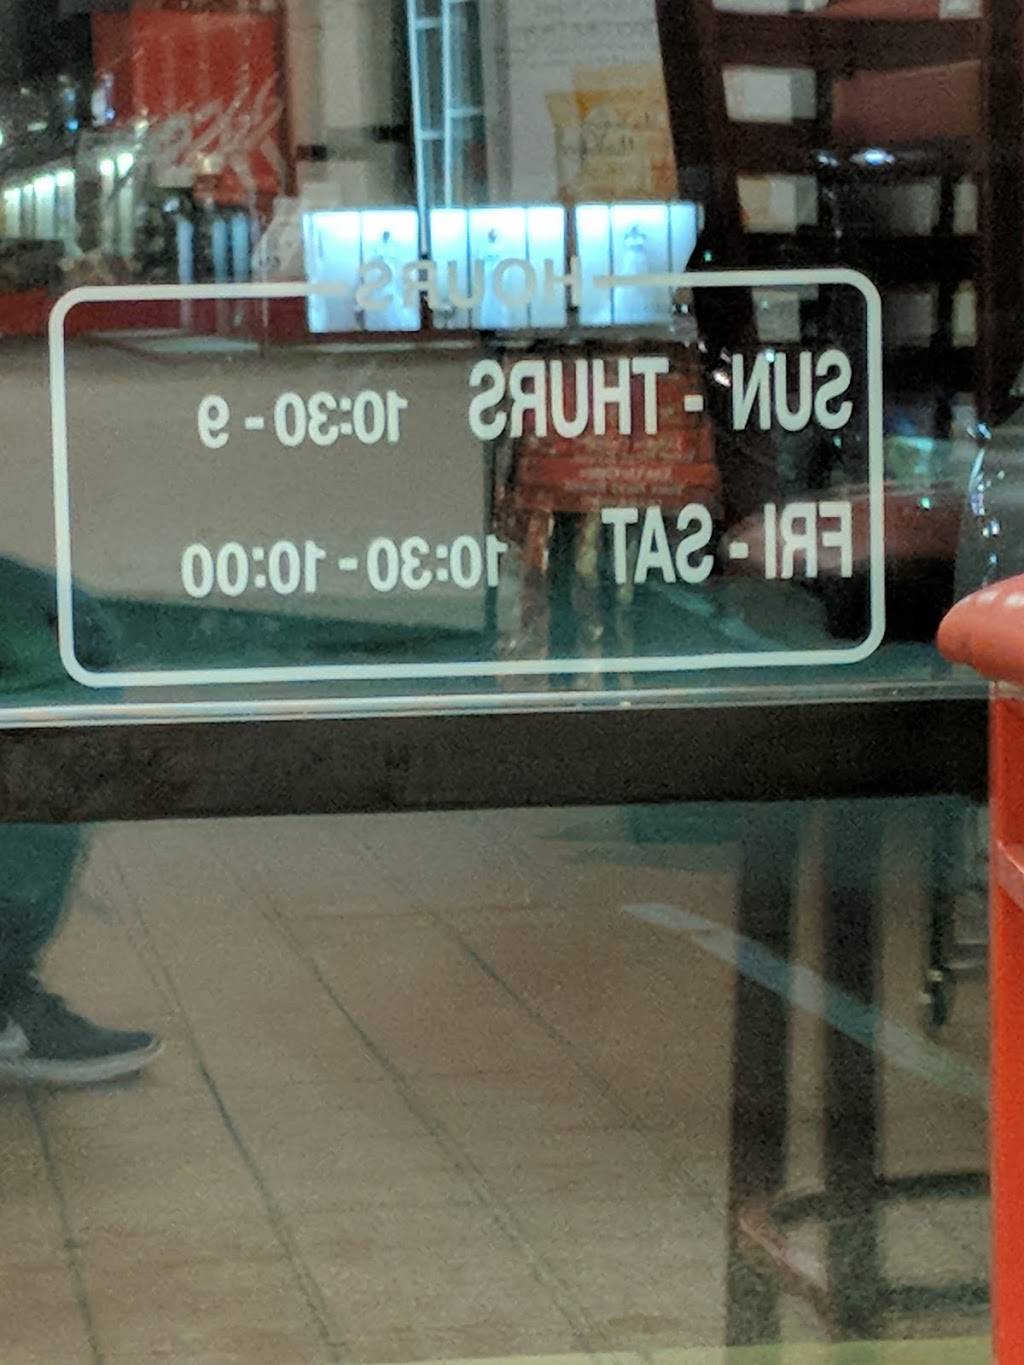 HOURS
SUN - THURS 10:30 - 9
FRI - SAT 10:30 - 10:00